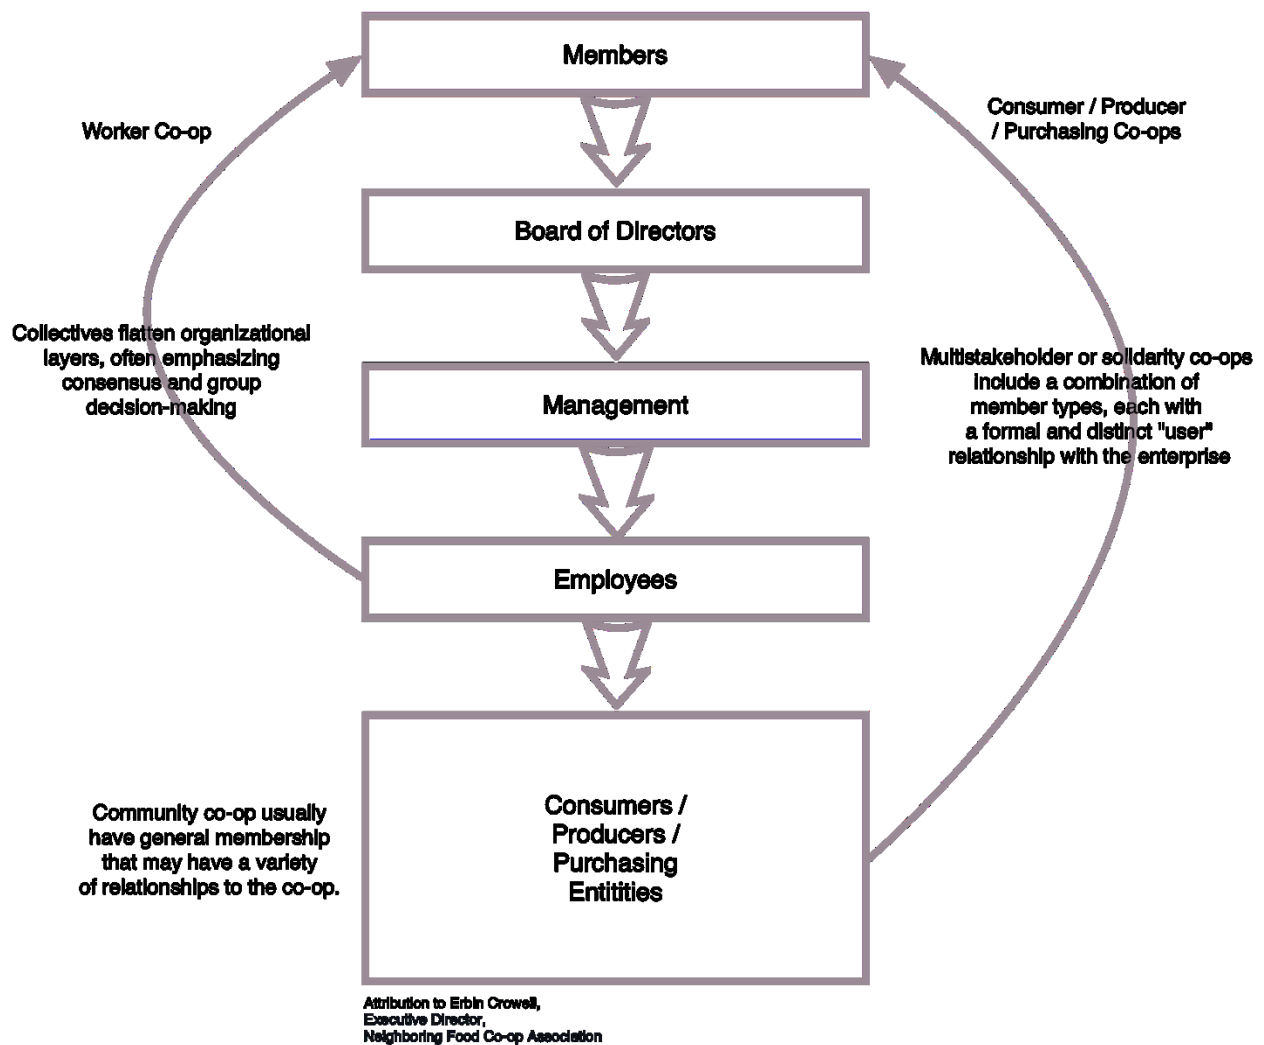 Members
Worker Co-op
Consumer / Producer
/ Purchasing Co-ops
Board of Directors
Collectives flatten organizational
layers, often emphasizing
consensus and group
decision-making
Multistakeholder or solidarity co-ops
include a combination of
member types, each with
a formal and distinct "user"
relationship with the enterprise
Management
Employees
Community co-op usually
have general membership
that may have a variety
of relationships to the co-op.
Consumers /
Producers /
Purchasing
Entitities
Attribution to Erbin Crowell,
Executive Director,
Neighboring Food Co-op Association